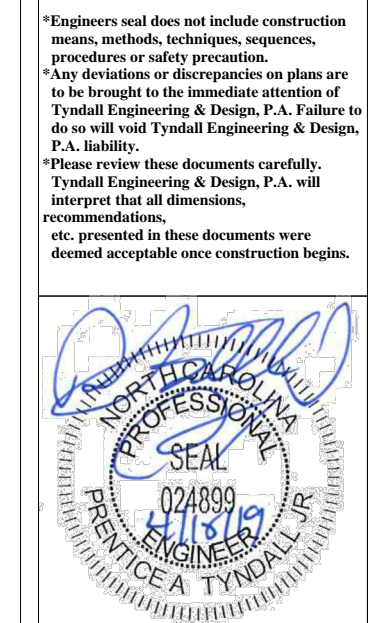 *Engineers seal does not include construction
means, methods, techniques, sequences,
procedures or safety precaution.
*Any deviations or discrepancies on plans are
to be brought to the immediate attention of
Tyndall Engineering & Design, P.A. Failure to
do so will void Tyndall Engineering & Design,
P.A. liability.
*Please review these documents carefully.
Tyndall Engineering & Design, P.A. will
interpret that all dimensions,
recommendations,
etc. presented in these documents were
deemed acceptable once construction begins.
NORTH CAROLINA
PROFESSIONAL
SEAL
024899
4/18/19
ENGINEER
PRENTICE A TYNDALL JR